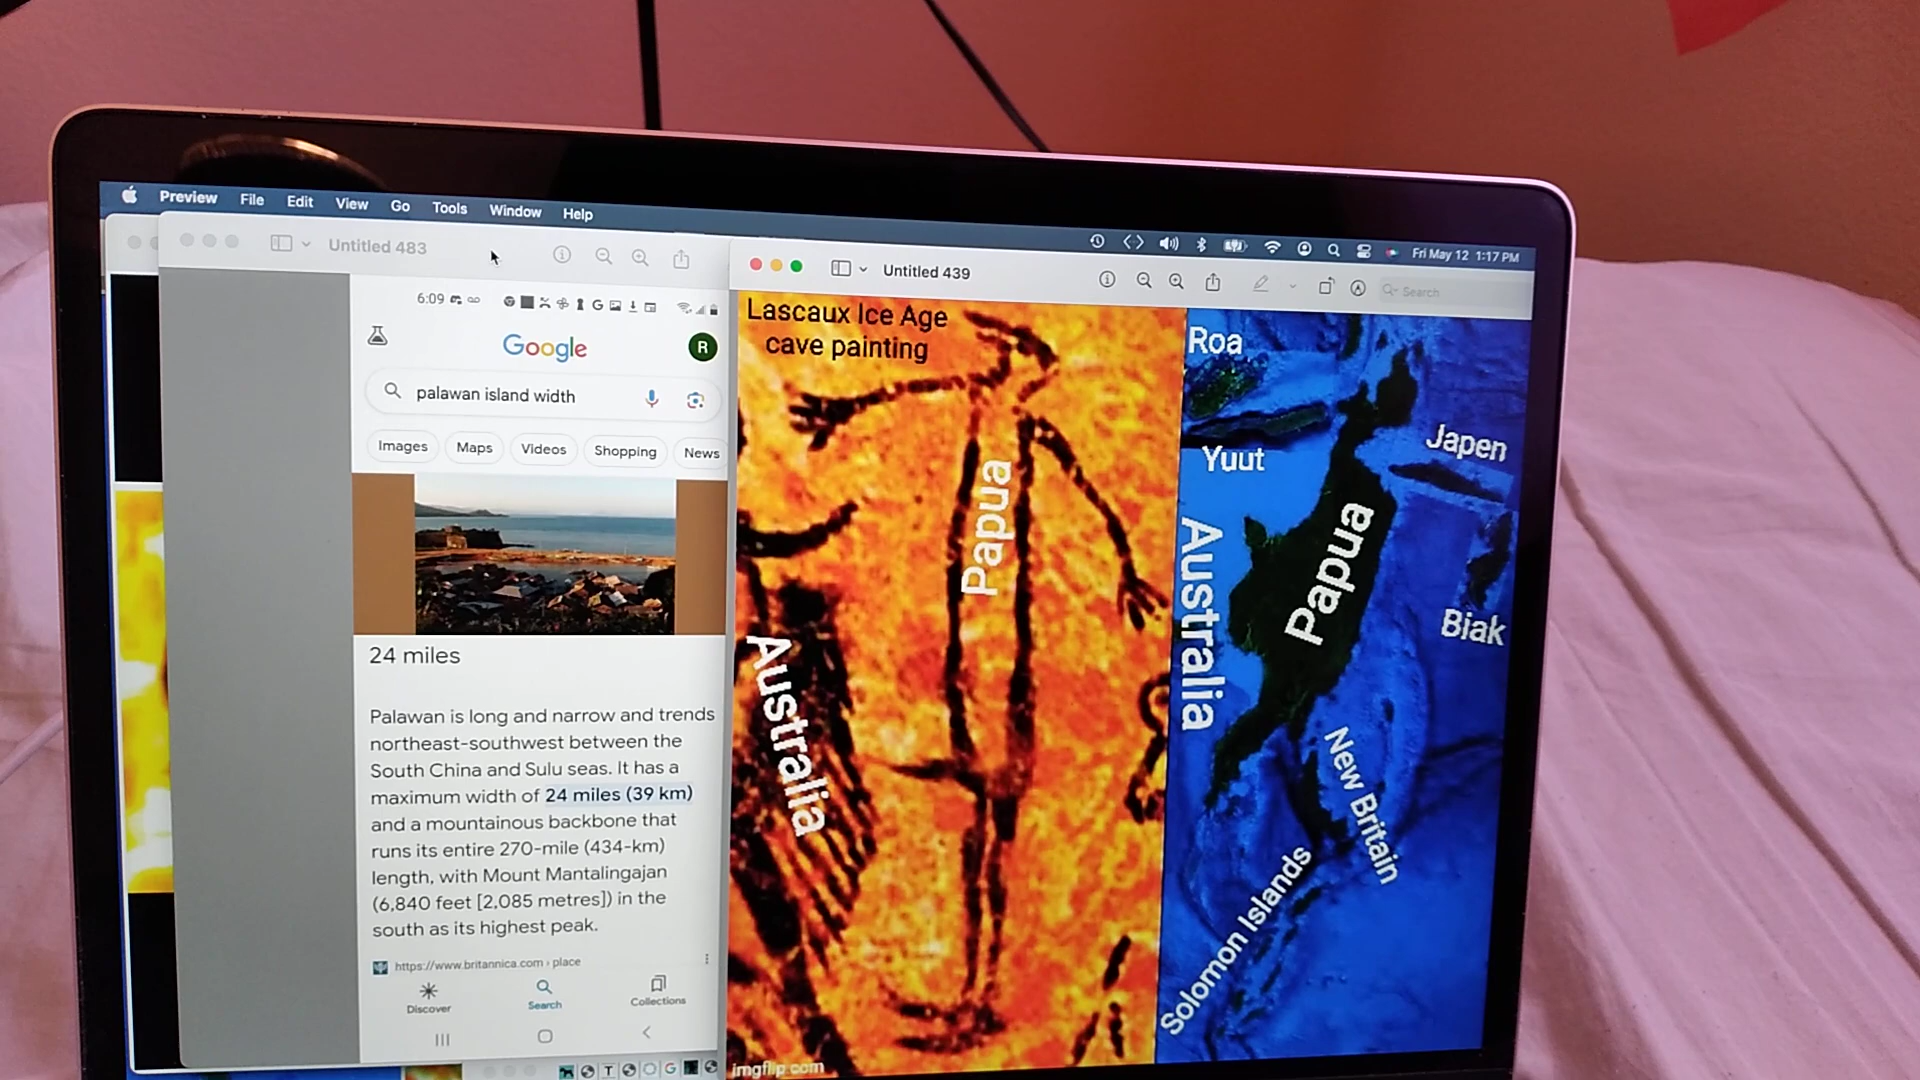 Preview File Edit View Go Tools Window Help
Fri May 12 1:17 PM
Untitled 483
6:09
G
Google
R
palawan island width
Images Maps Videos Shopping News
24 miles
Palawan is long and narrow and trends
northeast-southwest between the
South China and Sulu seas. It has a
maximum width of 24 miles (39 km)
and a mountainous backbone that
runs its entire 270-mile (434-km)
length, with Mount Mantalingajan
(6,840 feet [2,085 metres]) in the
south as its highest peak.
https://www.britannica.com › place
Discover Search Collections
T
G
Untitled 439
Search
Lascaux Ice Age
cave painting
Papua
Australia
imgflip.com
Roa
Yuut
Japen
Australia
Papua
Biak
New Britain
Solomon Islands